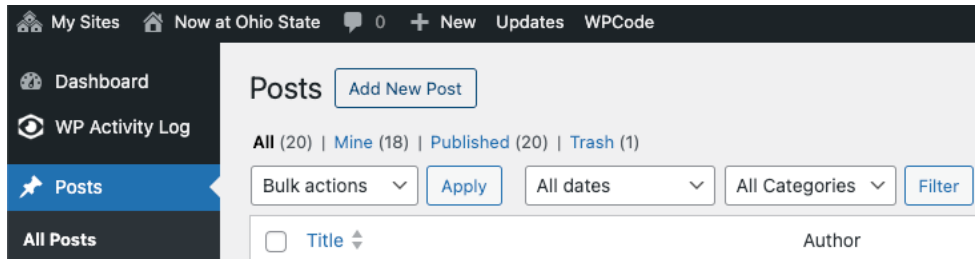 My Sites Now at Ohio State 0 New Updates WPCode
Dashboard
WP Activity Log
Posts
All Posts
Posts Add New Post
All (20) | Mine (18) | Published (20) | Trash (1)
Bulk actions Apply All dates All Categories Filter
Title Author